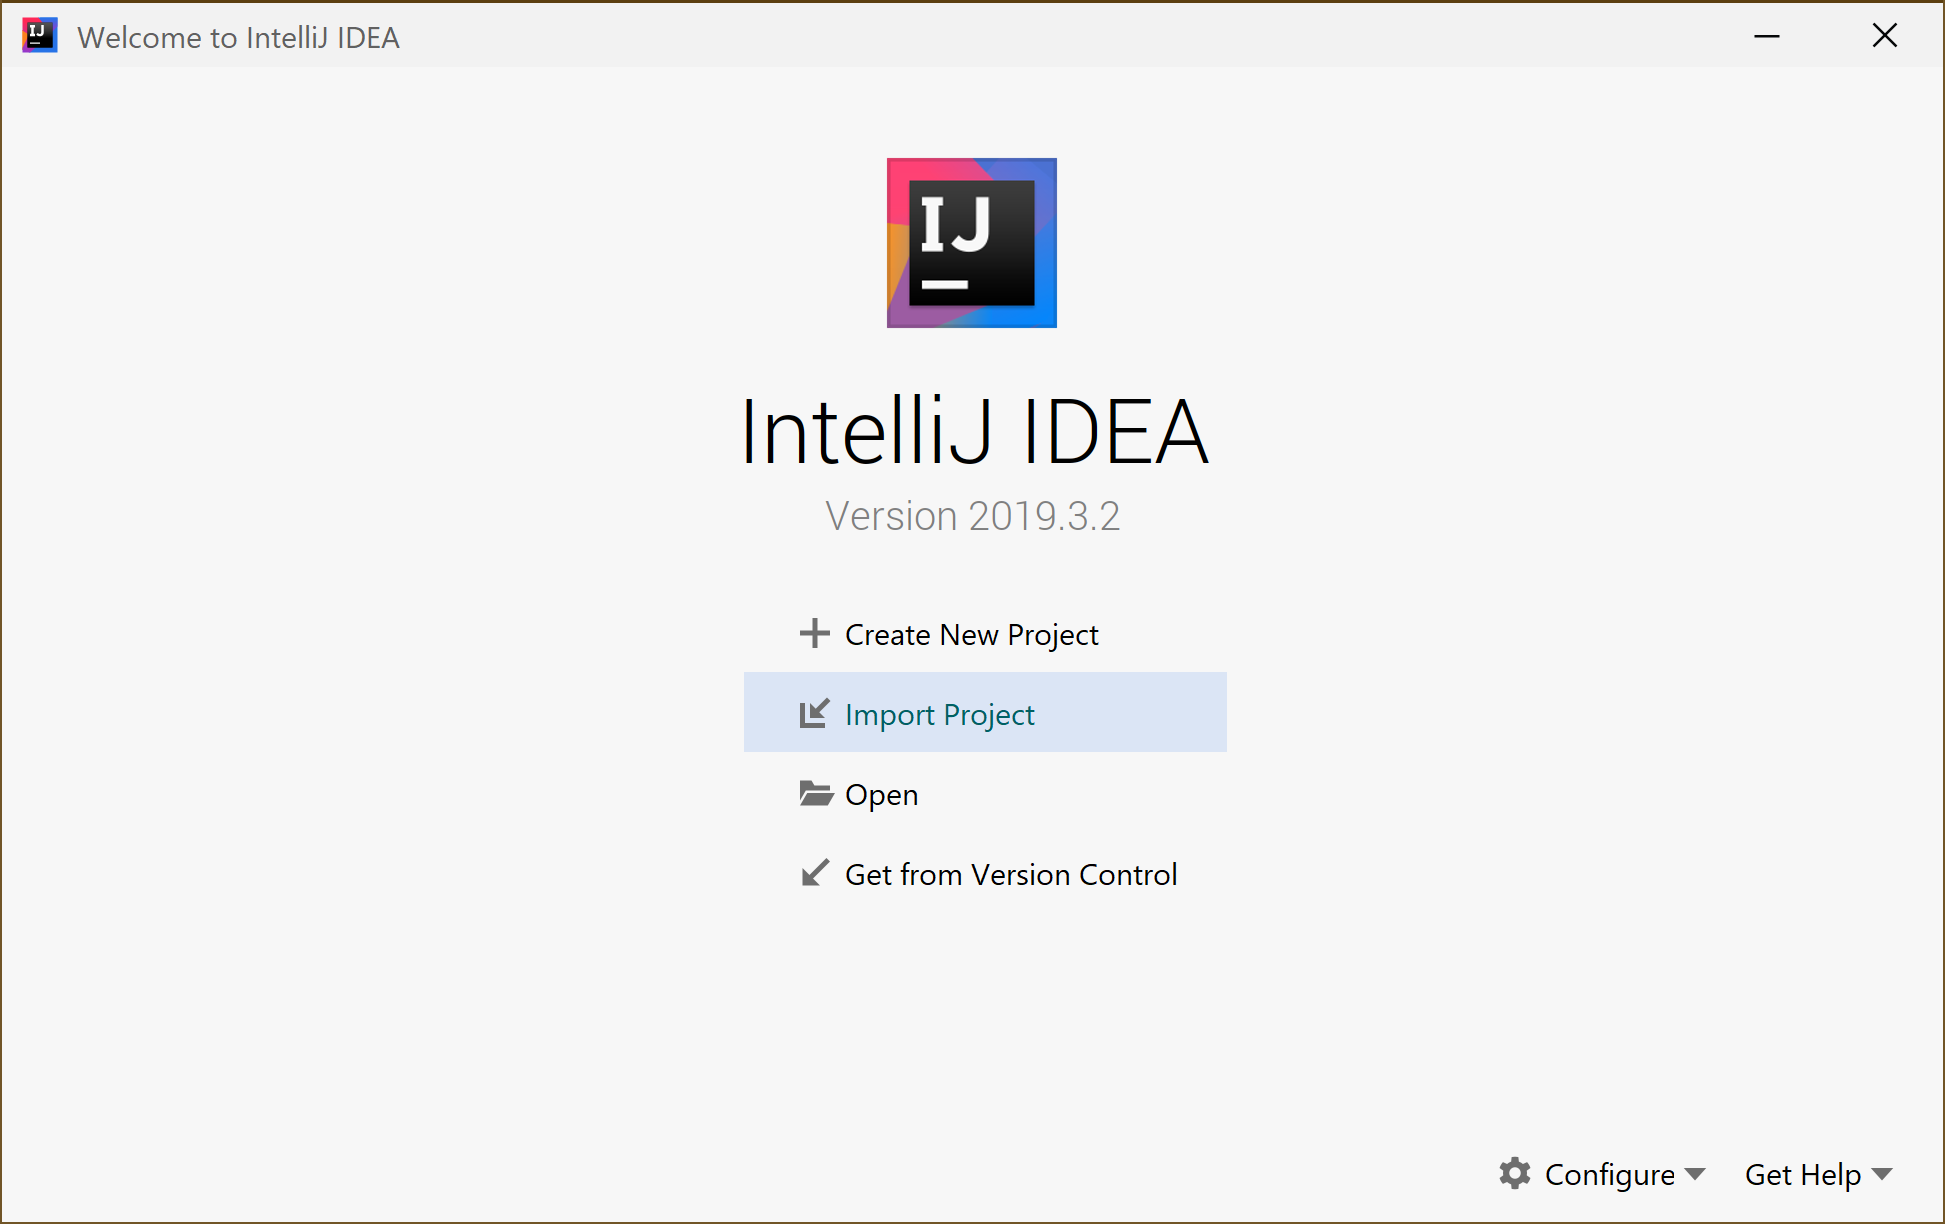 IJ Welcome to IntelliJ IDEA
IJ
IntelliJ IDEA
Version 2019.3.2
Create New Project
Import Project
Open
Get from Version Control
Configure Get Help